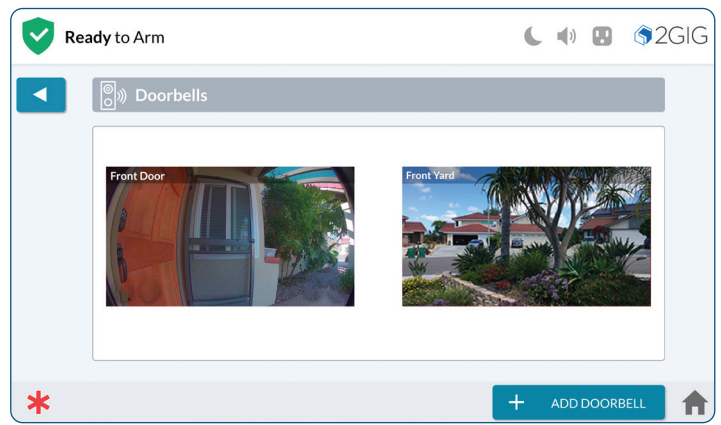 Ready to Arm
2GIG
Doorbells
Front Door
Front Yard
+ ADD DOORBELL